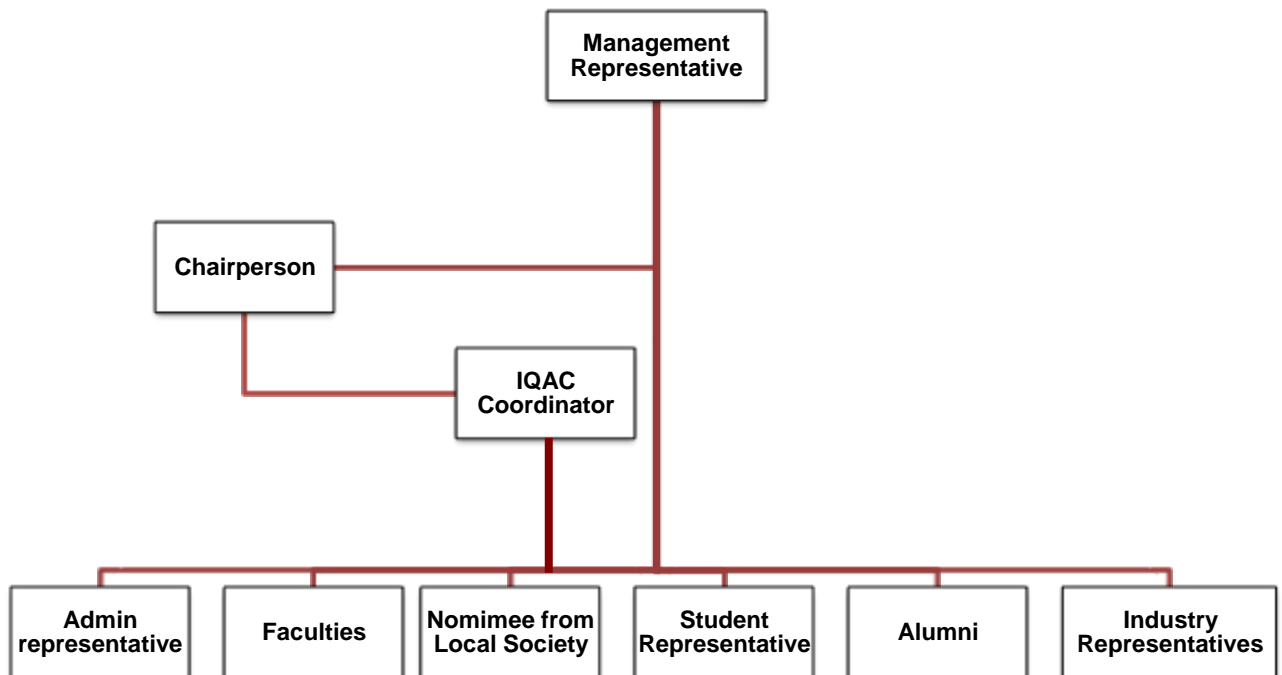 Management
Representative
Chairperson
IQAC
Coordinator
Admin
representative
Faculties
Nomimee from
Local Society
Student
Representative
Alumni
Industry
Representatives